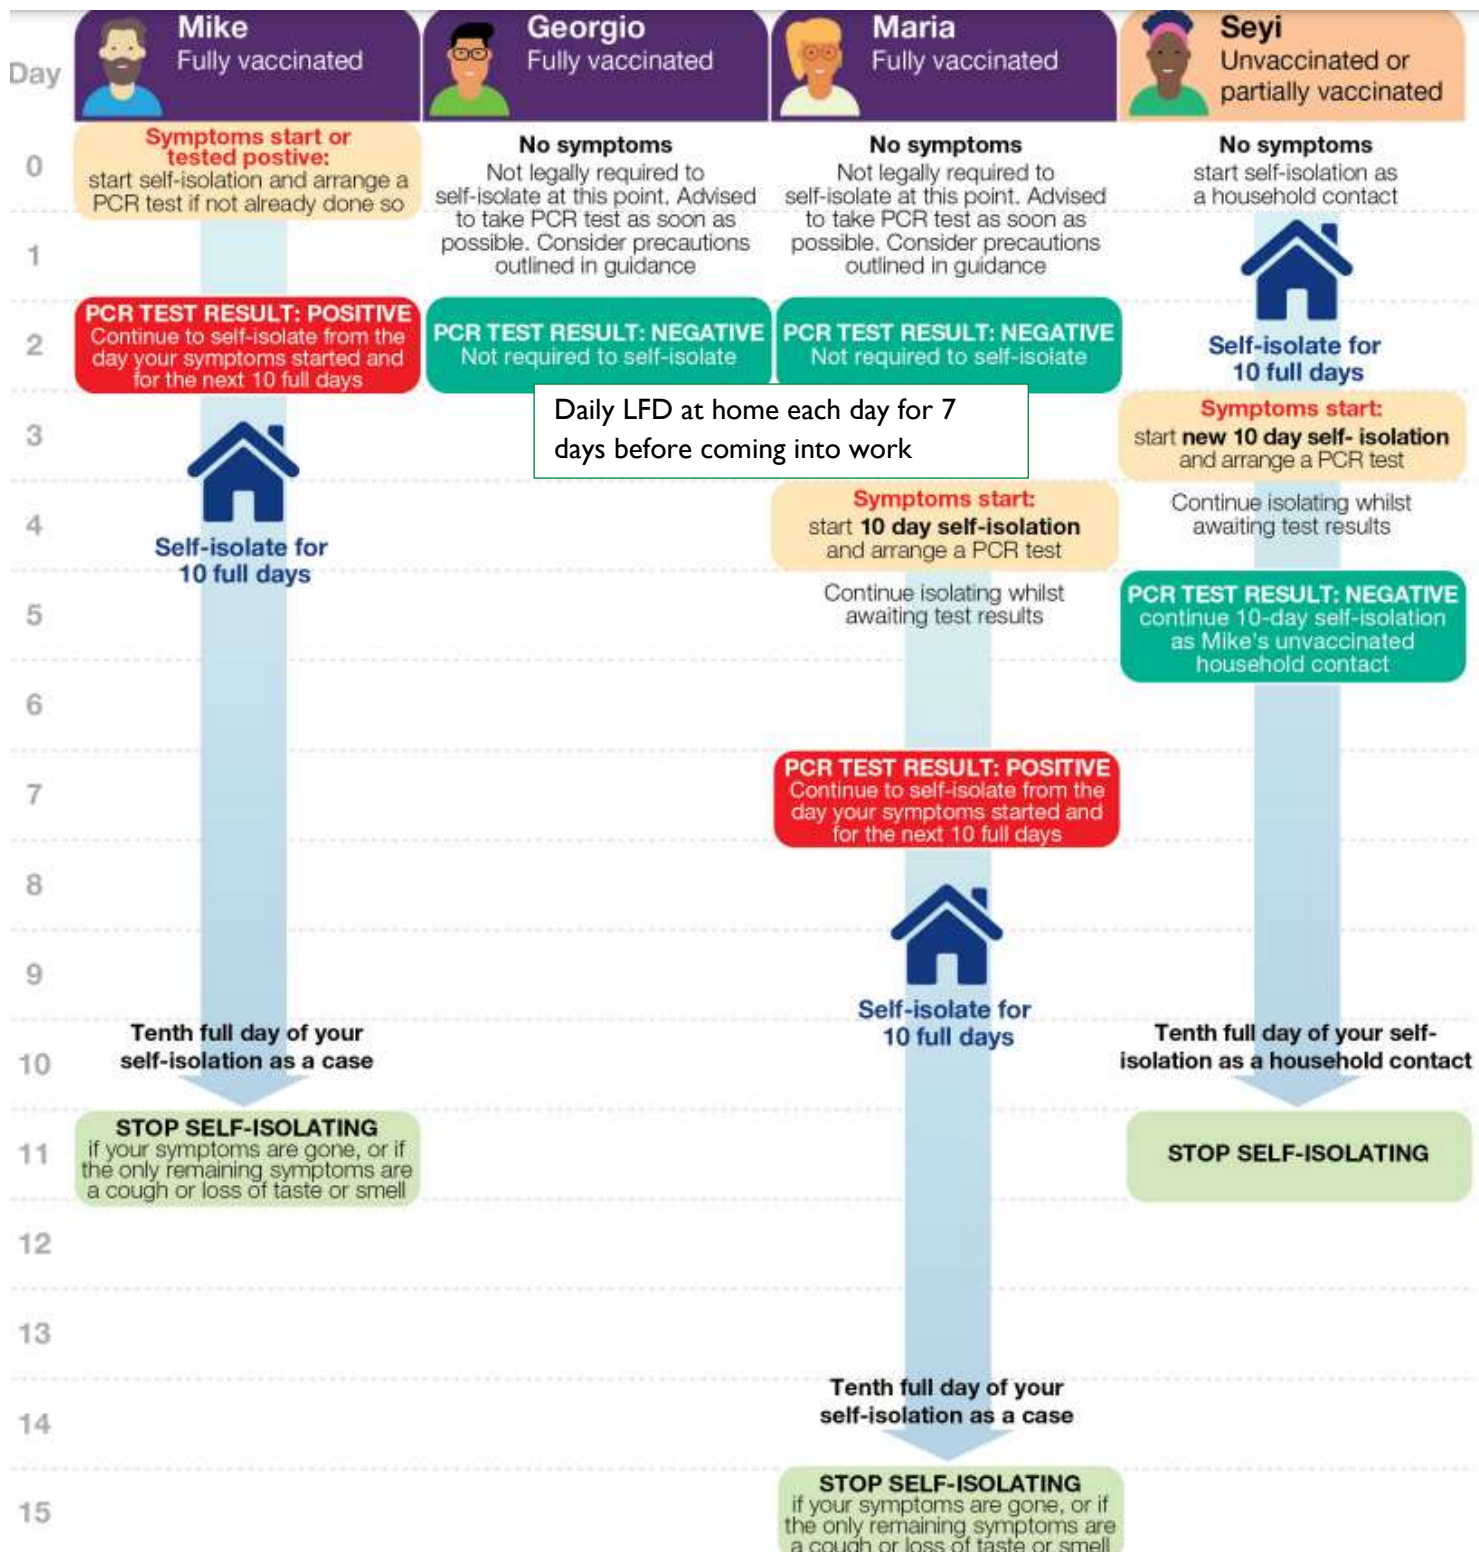 Day
Mike
Fully vaccinated
Georgio
Fully vaccinated
Maria
Fully vaccinated
Seyi
Unvaccinated or
partially vaccinated
0
Symptoms start or
tested postive:
start self-isolation and arrange a
PCR test if not already done so
No symptoms
Not legally required to
self-isolate at this point. Advised
to take PCR test as soon as
possible. Consider precautions
outlined in guidance
No symptoms
Not legally required to
self-isolate at this point. Advised
to take PCR test as soon as
possible. Consider precautions
outlined in guidance
No symptoms
start self-isolation as
a household contact
1
2
PCR TEST RESULT: POSITIVE
Continue to self-isolate from the
day your symptoms started and
for the next 10 full days
PCR TEST RESULT: NEGATIVE
Not required to self-isolate
PCR TEST RESULT: NEGATIVE
Not required to self-isolate
Self-isolate for
10 full days
Daily LFD at home each day for 7
days before coming into work
3
Symptoms start:
start new 10 day self- isolation
and arrange a PCR test
4
Self-isolate for
10 full days
Symptoms start:
start 10 day self-isolation
and arrange a PCR test
Continue isolating whilst
awaiting test results
5
Continue isolating whilst
awaiting test results
PCR TEST RESULT: NEGATIVE
continue 10-day self-isolation
as Mike's unvaccinated
household contact
6
7
PCR TEST RESULT: POSITIVE
Continue to self-isolate from the
day your symptoms started and
for the next 10 full days
8
9
Self-isolate for
10 full days
10
Tenth full day of your
self-isolation as a case
Tenth full day of your self-
isolation as a household contact
11
STOP SELF-ISOLATING
if your symptoms are gone, or if
the only remaining symptoms are
a cough or loss of taste or smell
STOP SELF-ISOLATING
12
13
14
Tenth full day of your
self-isolation as a case
15
STOP SELF-ISOLATING
if your symptoms are gone, or if
the only remaining symptoms are
a cough or loss of taste or smell